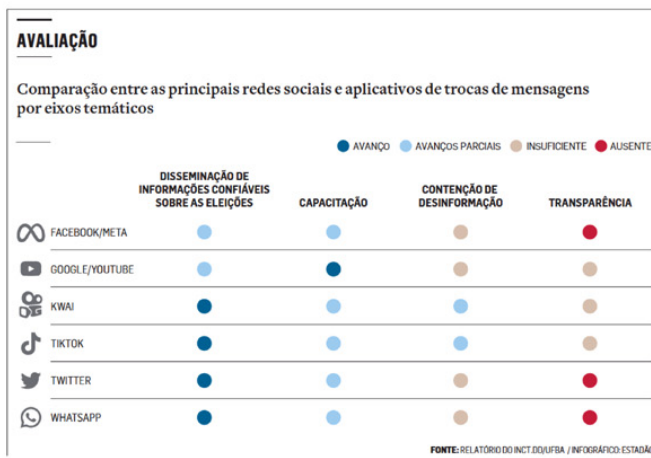 AVALIAÇÃO
Comparação entre as principais redes sociais e aplicativos de trocas de mensagens
por eixos temáticos
AVANÇO AVANÇOS PARCIAIS INSUFICIENTE AUSENTE
DISSEMINAÇÃO DE
INFORMAÇÕES CONFIÁVEIS
SOBRE AS ELEIÇÕES
CAPACITAÇÃO
CONTENÇÃO DE
DESINFORMAÇÃO
TRANSPARÊNCIA
FACEBOOK/META
GOOGLE/YOUTUBE
KWAI
TIKTOK
TWITTER
WHATSAPP
FONTE: RELATÓRIO DO INCT.DD/UFBA / INFOGRÁFICO: ESTADÃO